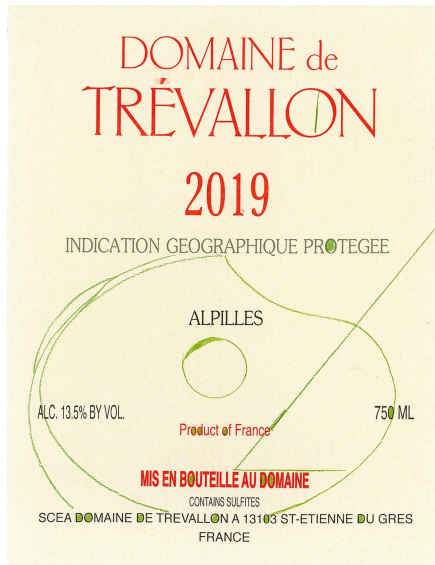 DOMAINE de
TRÉVALLON
2019
INDICATION GEOGRAPHIQUE PROTEGEE
ALPILLES
ALC. 13.5% BY VOL.
750 ML
Product of France
MIS EN BOUTEILLE AU DOMAINE
CONTAINS SULFITES
SCEA DOMAINE DE TREVALLON A 13103 ST-ETIENNE DU GRES
FRANCE